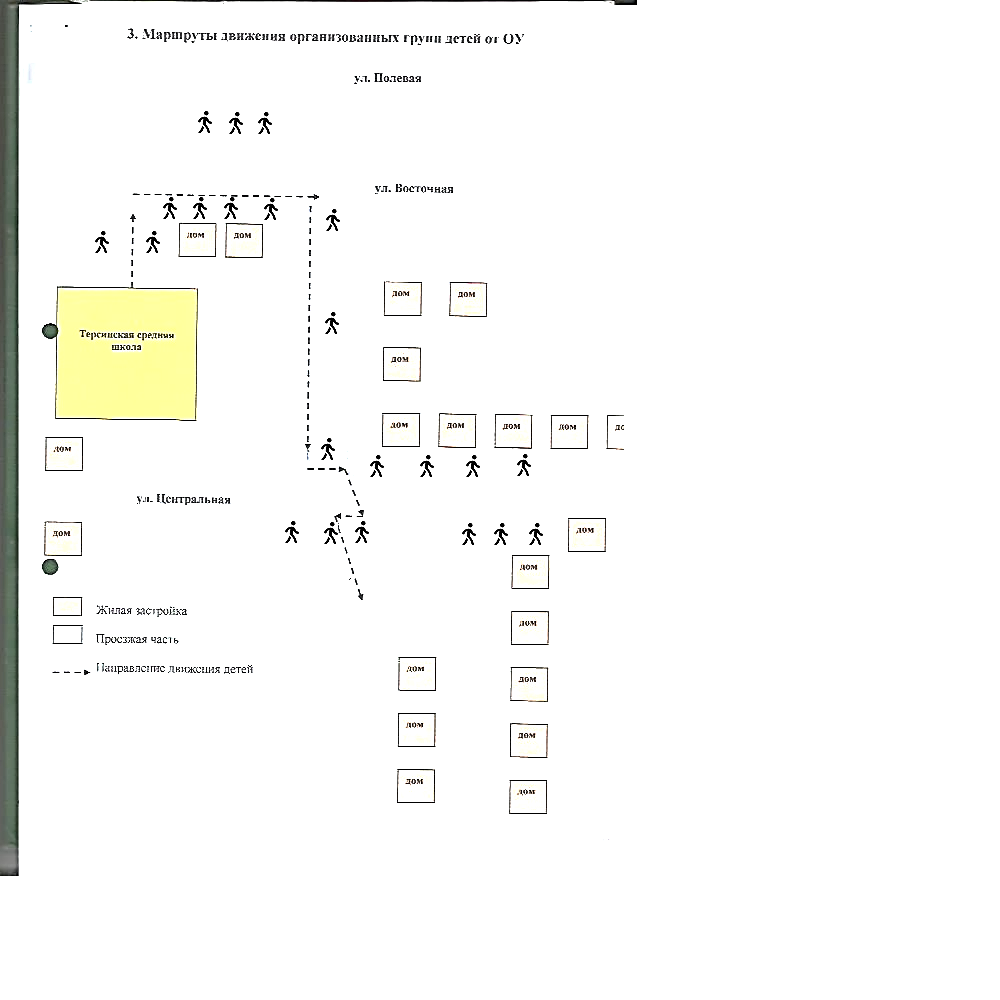 3. Маршруты движения организованных групп детей от ОУ
ул. Полевая
ул. Восточная
дом
дом
дом
дом
Терсинская средняя
школа
дом
дом
дом
дом
дом
дом
дом
ул. Центральная
дом
дом
дом
Жилая застройка
дом
Проезжая часть
Направление движения детей
дом
дом
дом
дом
дом
дом